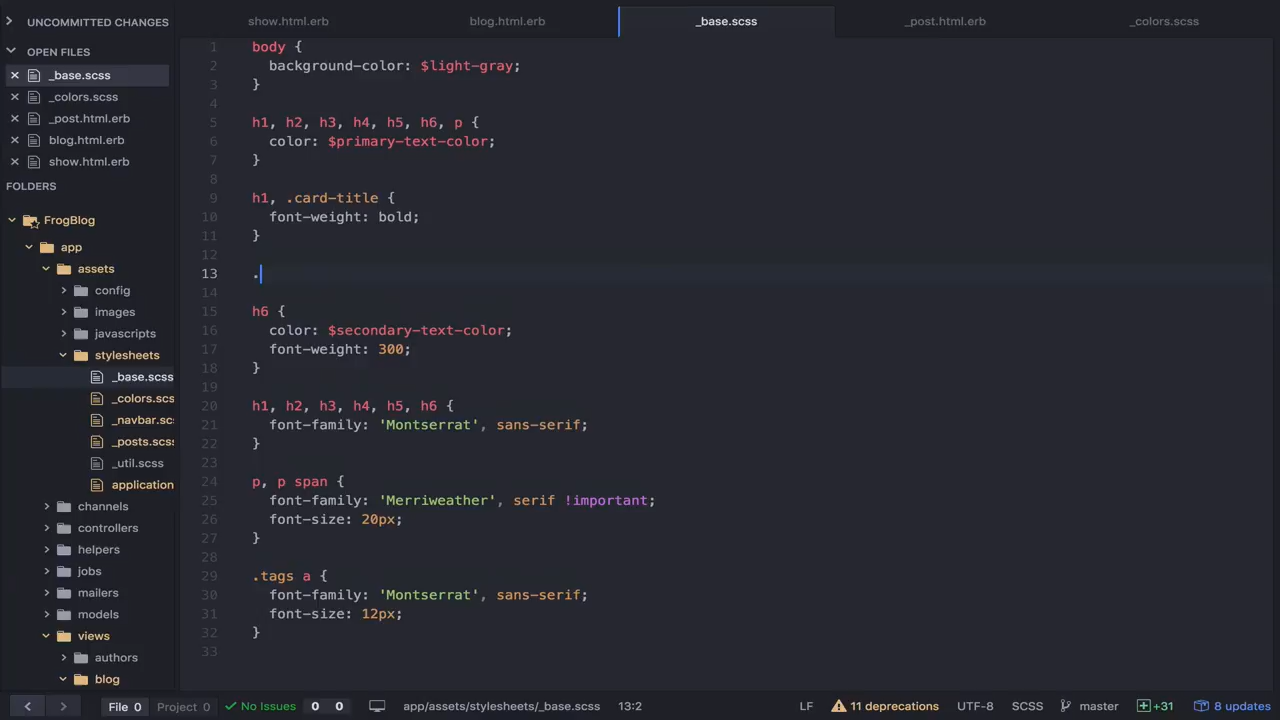 UNCOMMITTED CHANGES
OPEN FILES
_base.scss
_colors.scss
_post.html.erb
blog.html.erb
show.html.erb
FOLDERS
FrogBlog
app
assets
config
images
javascripts
stylesheets
_base.scss
_colors.scs
_navbar.sc
_posts.scs
_util.scss
application
channels
controllers
helpers
jobs
mailers
models
views
authors
blog
show.html.erb blog.html.erb _base.scss _post.html.erb _colors.scss
1 body {
2 background-color: $light-gray;
3 }
4
5 h1, h2, h3, h4, h5, h6, p {
6 color: $primary-text-color;
7 }
8
9 h1, .card-title {
10 font-weight: bold;
11 }
12
13 .
14
15 h6 {
16 color: $secondary-text-color;
17 font-weight: 300;
18 }
19
20 h1, h2, h3, h4, h5, h6 {
21 font-family: 'Montserrat', sans-serif;
22 }
23
24 p, p span {
25 font-family: 'Merriweather', serif !important;
26 font-size: 20px;
27 }
28
29 .tags a {
30 font-family: 'Montserrat', sans-serif;
31 font-size: 12px;
32 }
33
File 0 Project 0 No Issues 0 0 app/assets/stylesheets/_base.scss 13:2 LF 11 deprecations UTF-8 SCSS master +31 8 updates